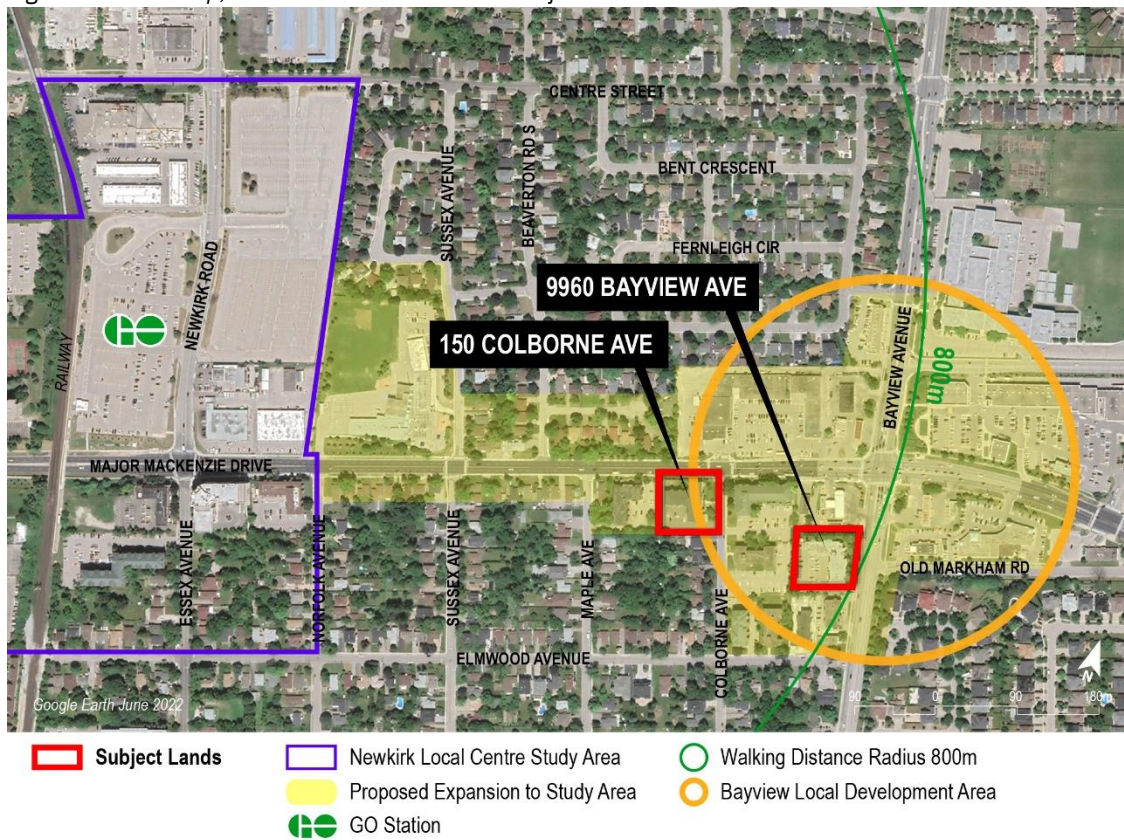 CENTRE STREET
BENT CRESCENT
SUSSEX AVENUE
BEAVERTON RD S
FERNLEIGH CIR
9960 BAYVIEW AVE
150 COLBORNE AVE
NEWKIRK ROAD
GO
RAILWAY
BAYVIEW AVENUE
800m
MAJOR MACKENZIE DRIVE
ESSEX AVENUE
NORFOLK AVENUE
SUSSEX AVENUE
MAPLE AVE
COLBORNE AVE
OLD MARKHAM RD
ELMWOOD AVENUE
N
90 0 90 180m
Google Earth June 2022
Subject Lands
Newkirk Local Centre Study Area
Walking Distance Radius 800m
Proposed Expansion to Study Area
Bayview Local Development Area
GO GO Station